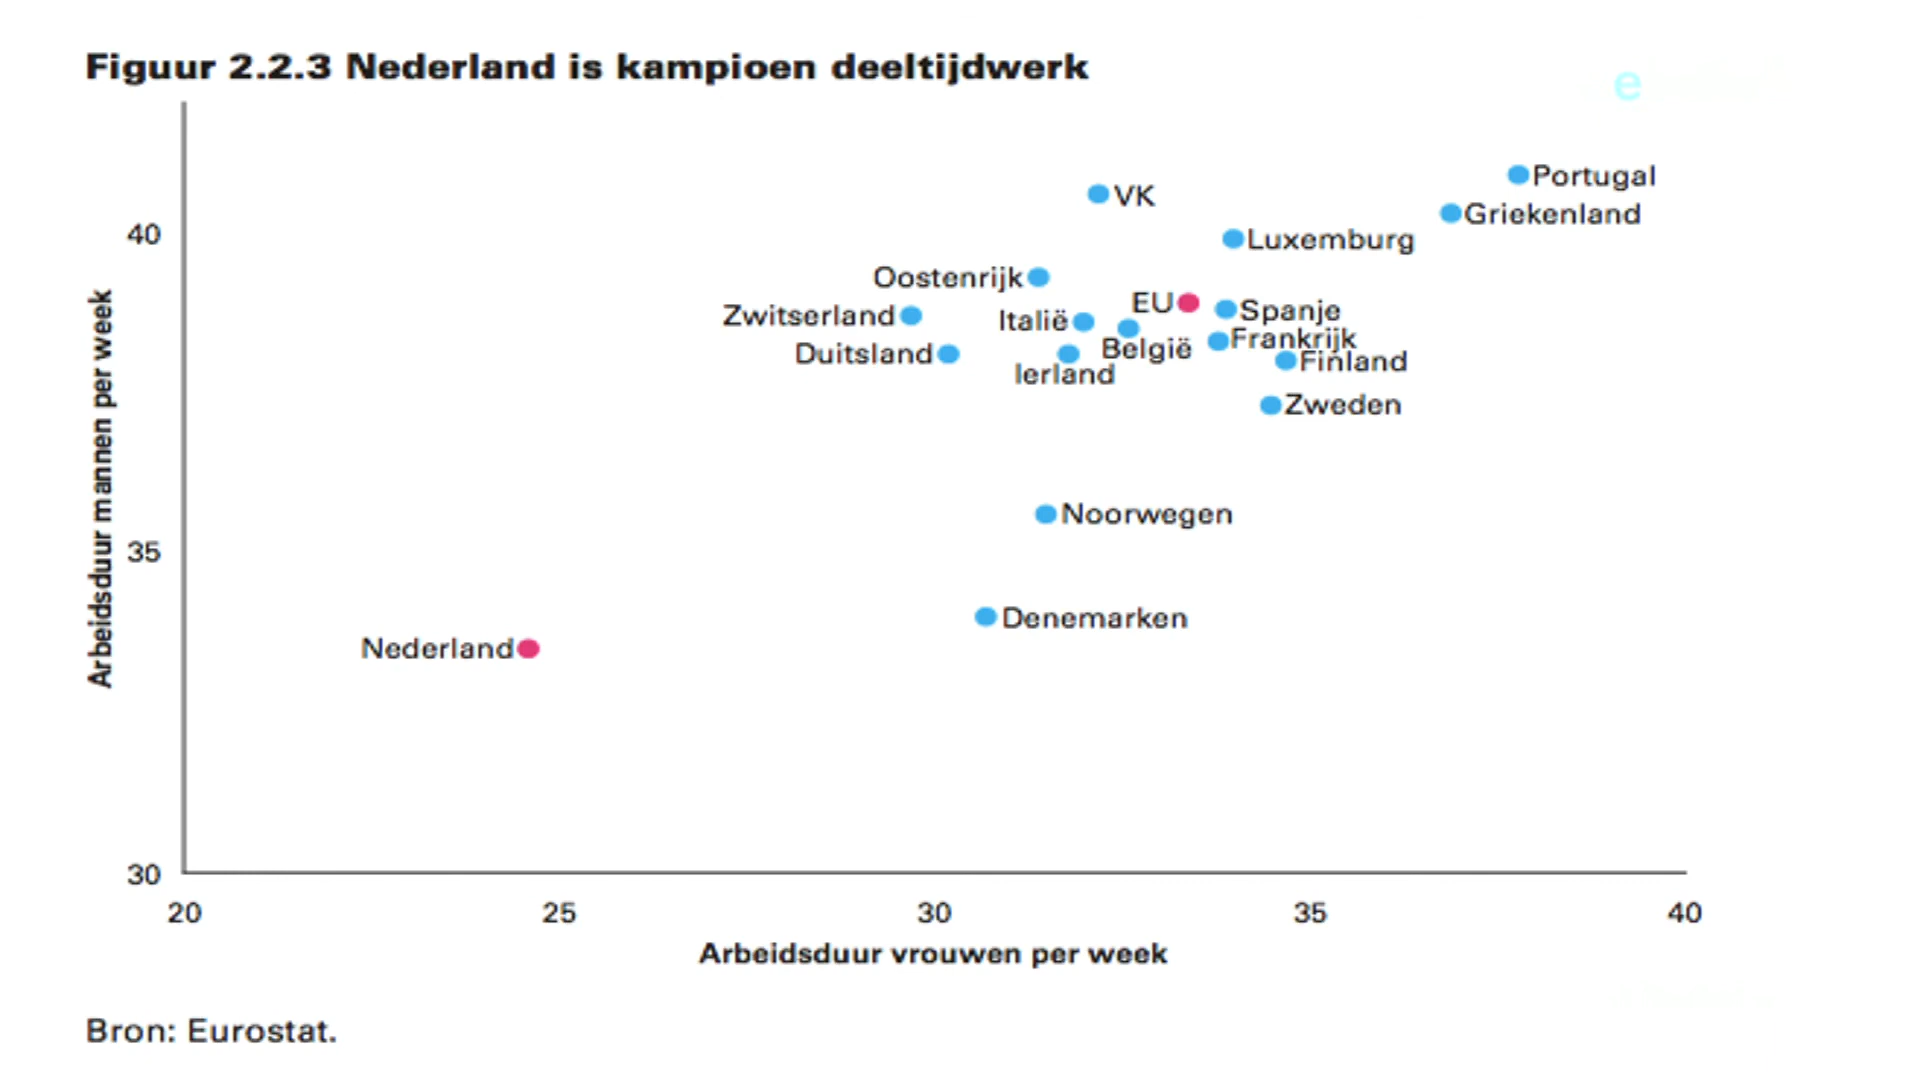 Figuur 2.2.3 Nederland is kampioen deeltijdwerk
e
Portugal
VK
Griekenland
40
Luxemburg
Oostenrijk
EU
Spanje
Zwitserland
Italië
Frankrijk
België
Duitsland
Finland
Ierland
Zweden
Arbeidsduur mannen per week
Noorwegen
35
Denemarken
Nederland
30
20 25 30 35 40
Arbeidsduur vrouwen per week
Bron: Eurostat.